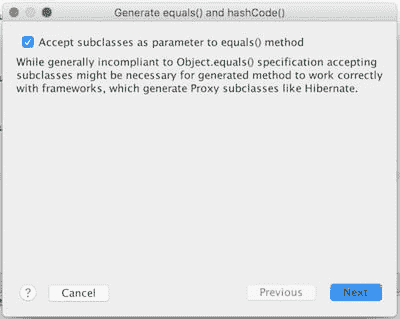 Generate equals() and hashCode()
Accept subclasses as parameter to equals() method
While generally incompliant to Object.equals() specification accepting
subclasses might be necessary for generated method to work correctly
with frameworks, which generate Proxy subclasses like Hibernate.
? Cancel Previous Next